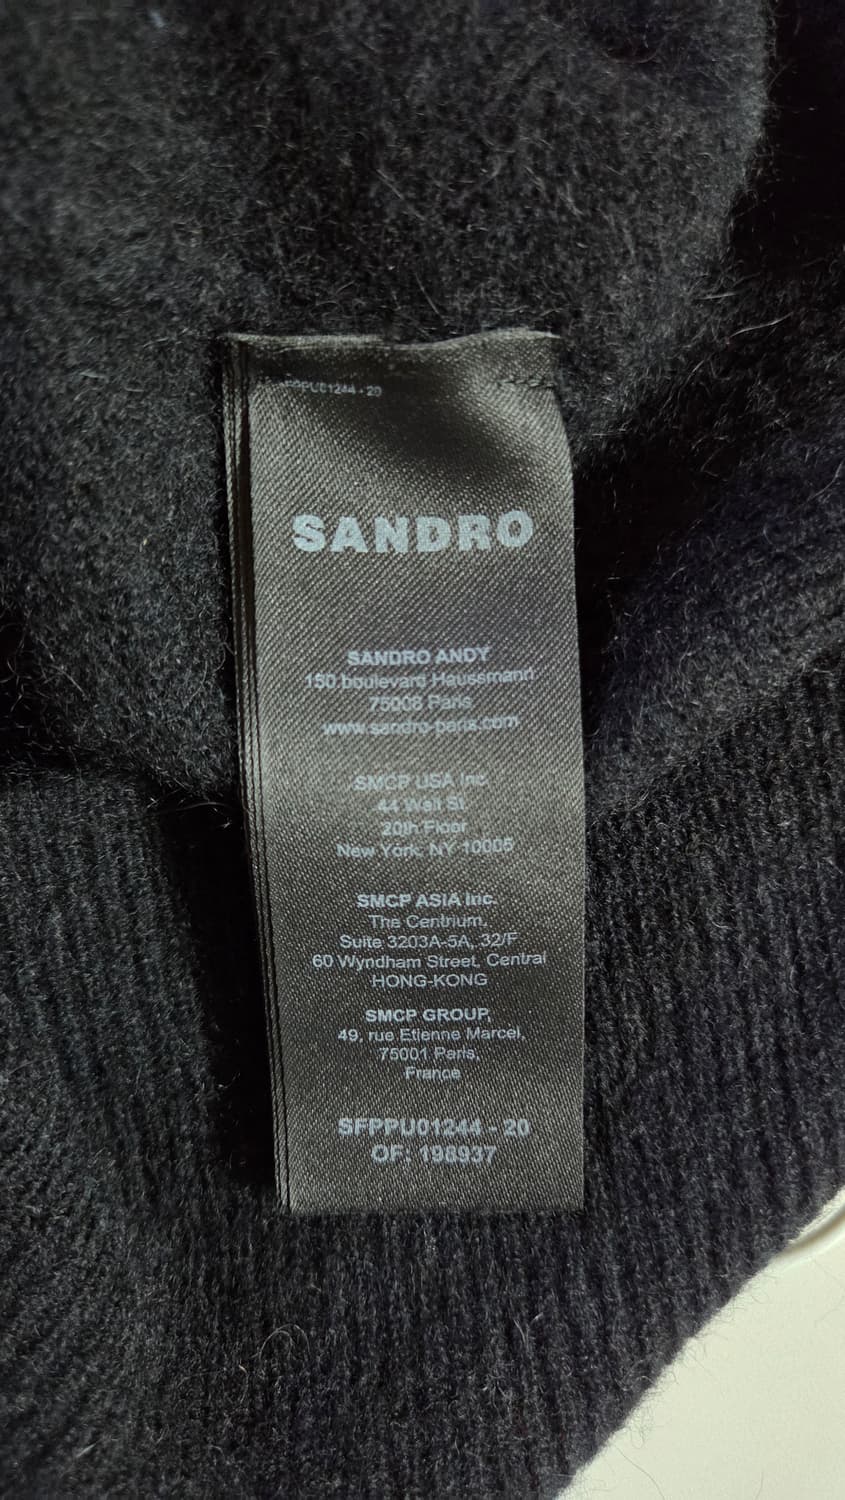 SFPPU01244 - 20
SANDRO
SANDRO ANDY
150 boulevard Haussmann
75008 Paris
www.sandro-paris.com
SMCP USA Inc.
44 Wall St.
20th Floor
New York, NY 10005
SMCP ASIA Inc.
The Centrium,
Suite 3203A-5A, 32/F
60 Wyndham Street, Central
HONG-KONG
SMCP GROUP,
49, rue Etienne Marcel,
75001 Paris,
France
SFPPU01244 - 20
OF: 198937